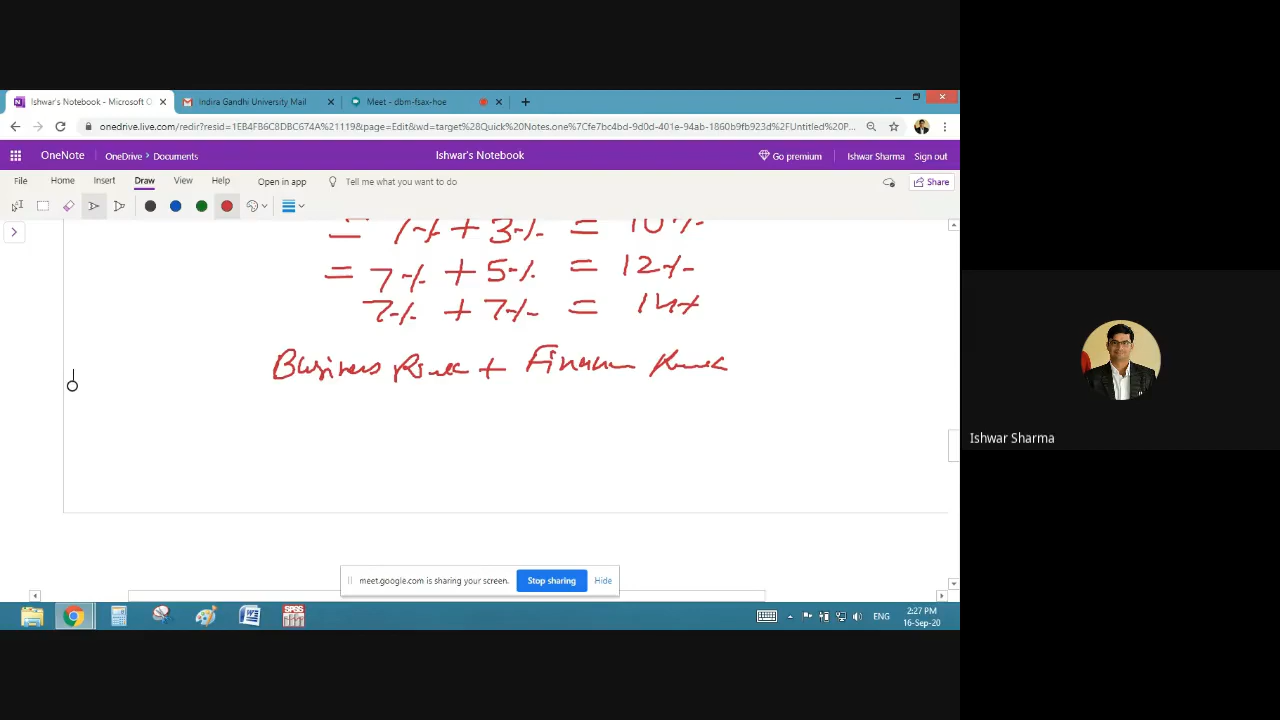 Ishwar's Notebook - Microsoft O
Indira Gandhi University Mail
Meet - dbm-fsax-hoe
onedrive.live.com/redir?resid=1EB4FB6C8DBC674A%21119&page=Edit&wd=target%28Quick%20Notes.one%7Cfe7bc4bd-9d0d-401e-94ab-1860b9fb923d%2FUntitled%20P...
OneNote OneDrive > Documents Ishwar's Notebook Go premium Ishwar Sharma Sign out
File Home Insert Draw View Help Open in app Tell me what you want to do Share
= 7% + 3% = 10%
= 7% + 5% = 12%
7% + 7% = 14%
Business Risk + Financial Risk
Ishwar Sharma
meet.google.com is sharing your screen. Stop sharing Hide
SPSS
ENG
2:27 PM
16-Sep-20